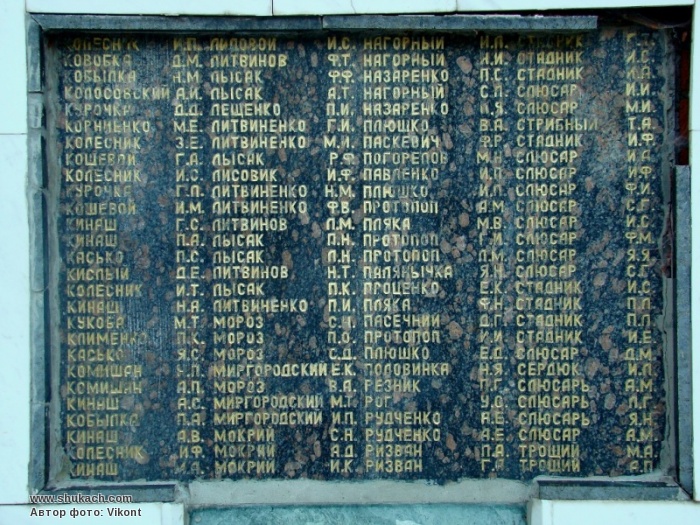 КОЛЕСНИК И.П. ЛИДОВОЙ И.С. НАГОРНЫЙ И.Л. СТАСИК
КОВОБКА Д.М. ЛИТВИНОВ Ф.Т. НАГОРНЫЙ Н.И. СТАДНИК И.С.
КОБЫЛКА Н.М. ЛЫСАК Ф.Ф. НАЗАРЕНКО П.С. СТАДНИК И.Д.
КОЛОСОВСКИЙ А.И. ЛЫСАК А.Т. НАГОРНЫЙ С.П. СЛЮСАР И.И.
КУРОЧКА Д.Д. ЛЕЩЕНКО П.И. НАЗАРЕНКО Н.Я. СЛЮСАР М.И.
КОРНИЕНКО М.Е. ЛИТВИНЕНКО Г.И. ПЛЮШКО В.А. СТРИБНЫЙ Т.А.
КОЛЕСНИК З.Е. ЛИТВИНЕНКО М.И. ПАСКЕВИЧ Ф.Р. СТАДНИК И.Ф.
КОШЕВОЙ Г.А. ЛЫСАК Р.Ф. ПОГОРЕЛОВ М.Н. СЛЮСАР И.А.
КОЛЕСНИК И.С. ЛИСОВИК И.Ф. ПАВЛЕНКО И.П. СЛЮСАР И.П.
КУРОЧКА Г.П. ЛИТВИНЕНКО Н.М. ПЛЮШКО И.П. СЛЮСАР Ф.И.
КОШЕВОЙ И.М. ЛИТВИНЕНКО Ф.В. ПРОТОПОП А.М. СЛЮСАР С.Г.
КИНАШ Г.С. ЛИТВИНОВ П.М. ПЛЯКА М.В. СЛЮСАР И.С.
КИНАШ П.А. ЛЫСАК П.Н. ПРОТОПОП Г.И. СЛЮСАР Ф.М.
КАСЬКО П.С. ЛЫСАК Л.Н. ПРОТОПОП П.М. СЛЮСАР Я.Я.
КИСЛЫЙ Д.Е. ЛИТВИНОВ Н.Т. ПАЛЯНЫЧКА Я.Н. СЛЮСАР С.Г.
КОЛЕСНИК И.Т. ЛЫСАК П.К. ПРОЦЕНКО Е.К. СТАДНИК И.С.
КИНАШ Н.А. ЛИТВИНЧЕНКО П.И. ПЛЯКА Ф.Н. СТАДНИК П.П.
КУКОБА М.Т. МОРОЗ С.Н. ПАСЕЧНИЙ Д.Г. СТАДНИК П.Л.
КЛИМЕНКО П.К. МОРОЗ П.О. ПРОТОПОП И.И. СТАДНИК И.Е.
КАСЬКО Я.С. МОРОЗ С.Д. ПЛЮШКО Е.Д. СЛЮСАР Д.М.
КОМИШАН МИРГОРОДСКИЙ Е.К. ПОЛОВИНКА Н.Я. СЕРДЮК И.Л.
КОМИШАН А.П. МОРОЗ В.А. РЕЗНИК П.Г. СЛЮСАРЬ А.М.
КИНАШ А.С. МИРГОРОДСКИЙ М.Т. РОГ У.О. СЛЮСАРЬ Л.Г.
КОБЫЛКА П.А. МИРГОРОДСКИЙ И.П. РУДЧЕНКО А.Б. СЛЮСАРЬ Я.Н.
КИНАШ А.В. МОКРИЙ С.Н. РУДЧЕНКО А.Е. СЛЮСАР А.М.
КОЛЕСНИК И.Ф. МОКРИЙ А.Д. РИЗВАН П.А. ТРОЩИЙ М.А.
КИНАШ И.А. МОКРИЙ И.К. РИЗВАН Г.А. ТРОЩИЙ А.П.
www.shukach.com
Автор фото: Vikont